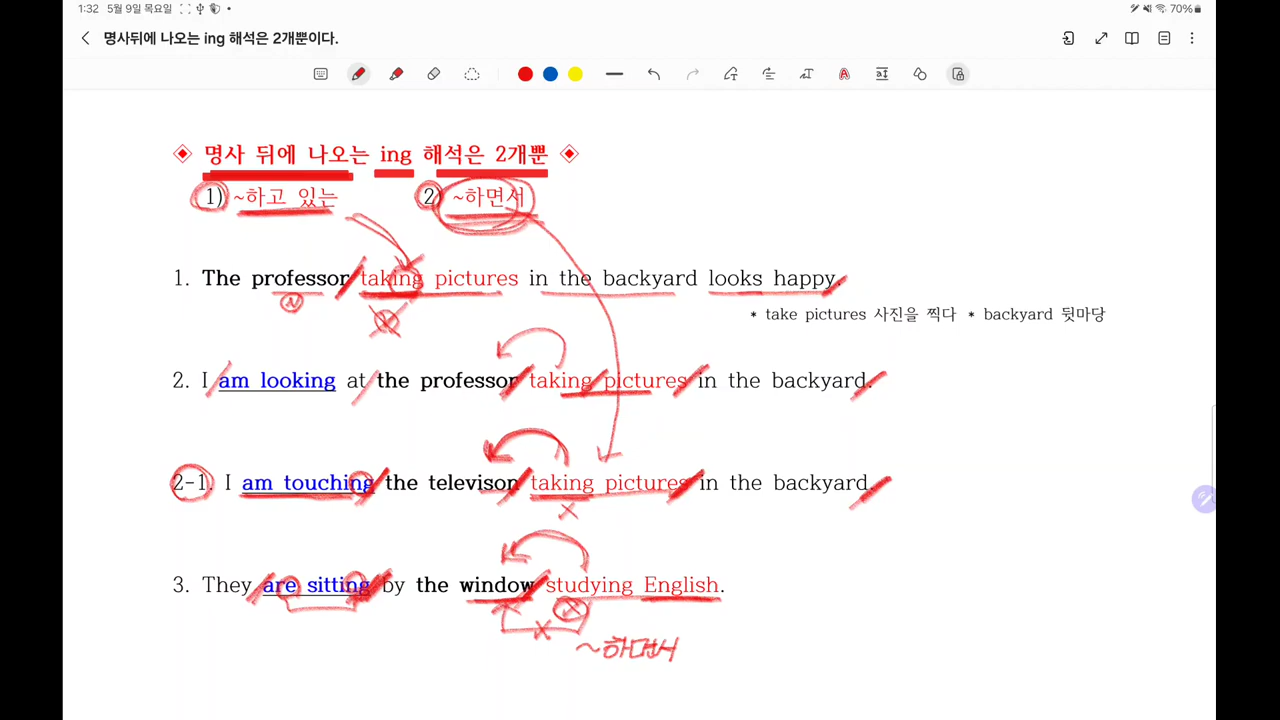 1:32 5월 9일 목요일
70%
명사뒤에 나오는 ing 해석은 2개뿐이다.
◈ 명사 뒤에 나오는 ing 해석은 2개뿐 ◈
1) ~하고 있는 2) ~하면서
1. The professor taking pictures in the backyard looks happy.
N
* take pictures 사진을 찍다 * backyard 뒷마당
2. I am looking at the professor taking pictures in the backyard.
2-1. I am touching the televison taking pictures in the backyard.
3. They are sitting by the window studying English.
~하면서